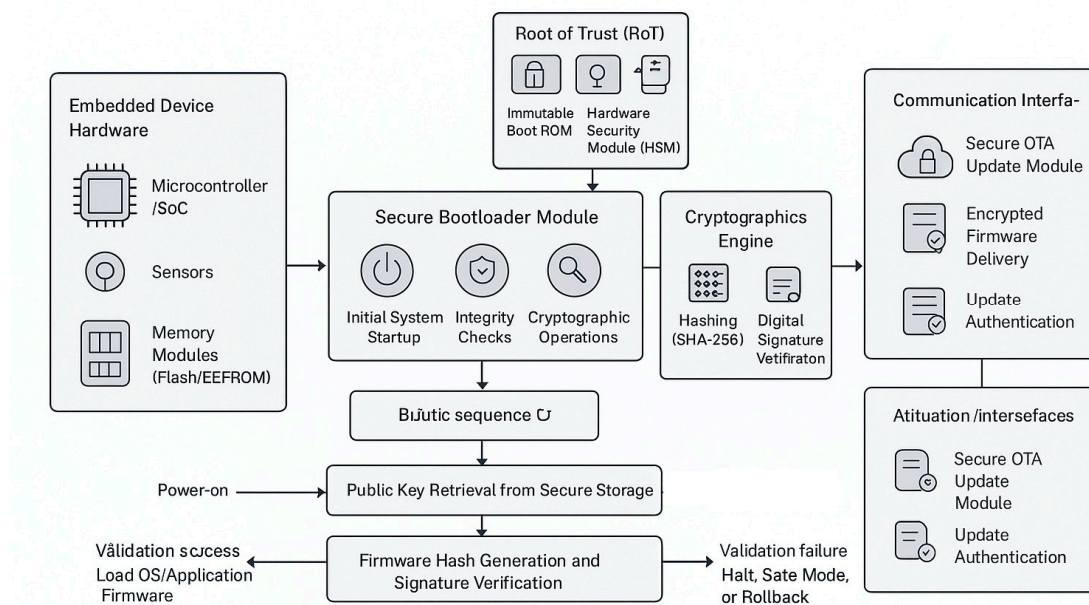 Root of Trust (RoT)
Immutable
Boot ROM
Hardware
Security
Module (HSM)
Embedded Device
Hardware
Microcontroller
/SoC
Sensors
Memory
Modules
(Flash/EEFROM)
Secure Bootloader Module
Initial System
Startup
Integrity
Checks
Cryptographic
Operations
Cryptographics
Engine
Hashing
(SHA-256)
Digital
Signature
Vetifiraton
Communication Interfa-
Secure OTA
Update Module
Encrypted
Firmware
Delivery
Update
Authentication
Atituation /intersefaces
Secure OTA
Update
Module
Update
Authentication
sequence
Power-on
Public Key Retrieval from Secure Storage
Firmware Hash Generation and
Signature Verification
Vâlidation
Load OS/Application
Firmware
Validation failure
Halt, Sate Mode,
or Rollback